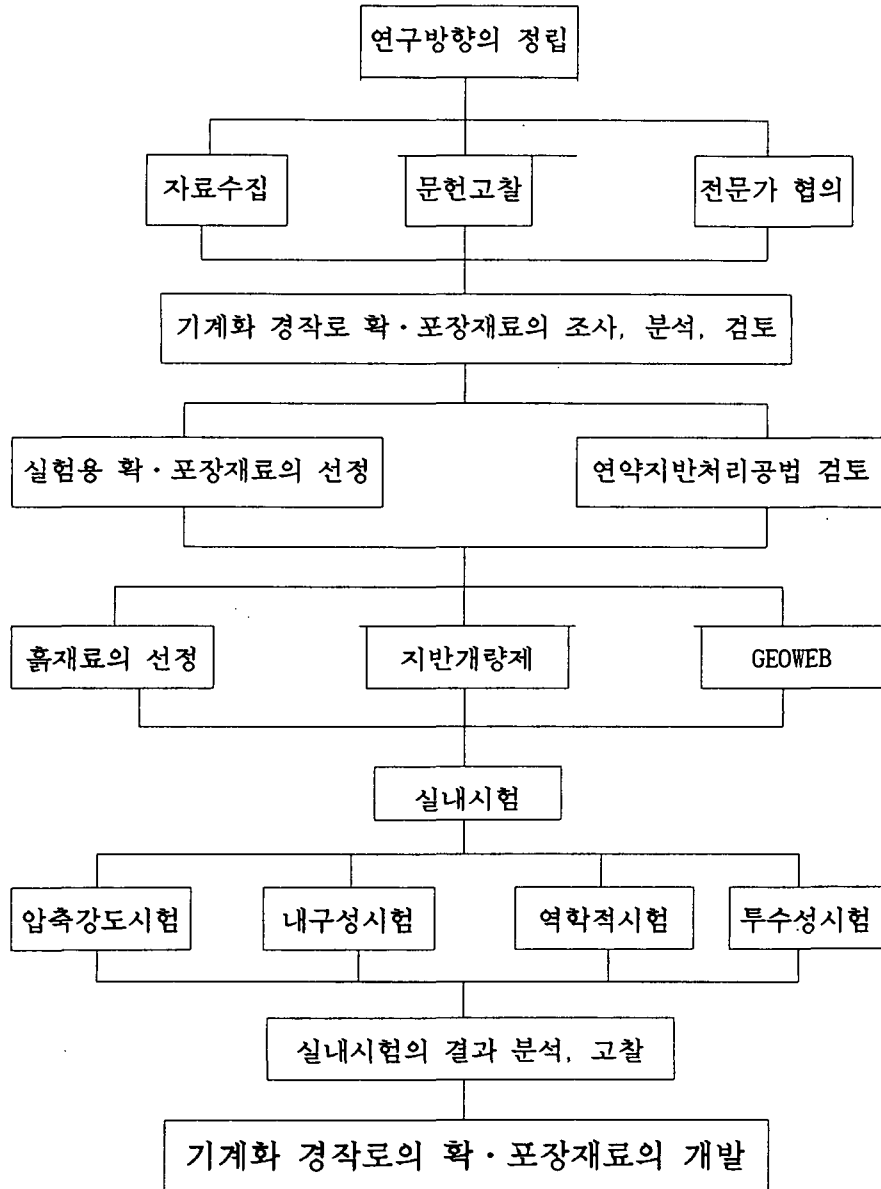 연구방향의 정립
자료수집
문헌고찰
전문가 협의
기계화 경작로 확·포장재료의 조사, 분석, 검토
실험용 확·포장재료의 선정
연약지반처리공법 검토
흙재료의 선정
지반개량제
GEOWEB
실내시험
압축강도시험
내구성시험
역학적시험
투수성시험
실내시험의 결과 분석, 고찰
기계화 경작로의 확·포장재료의 개발